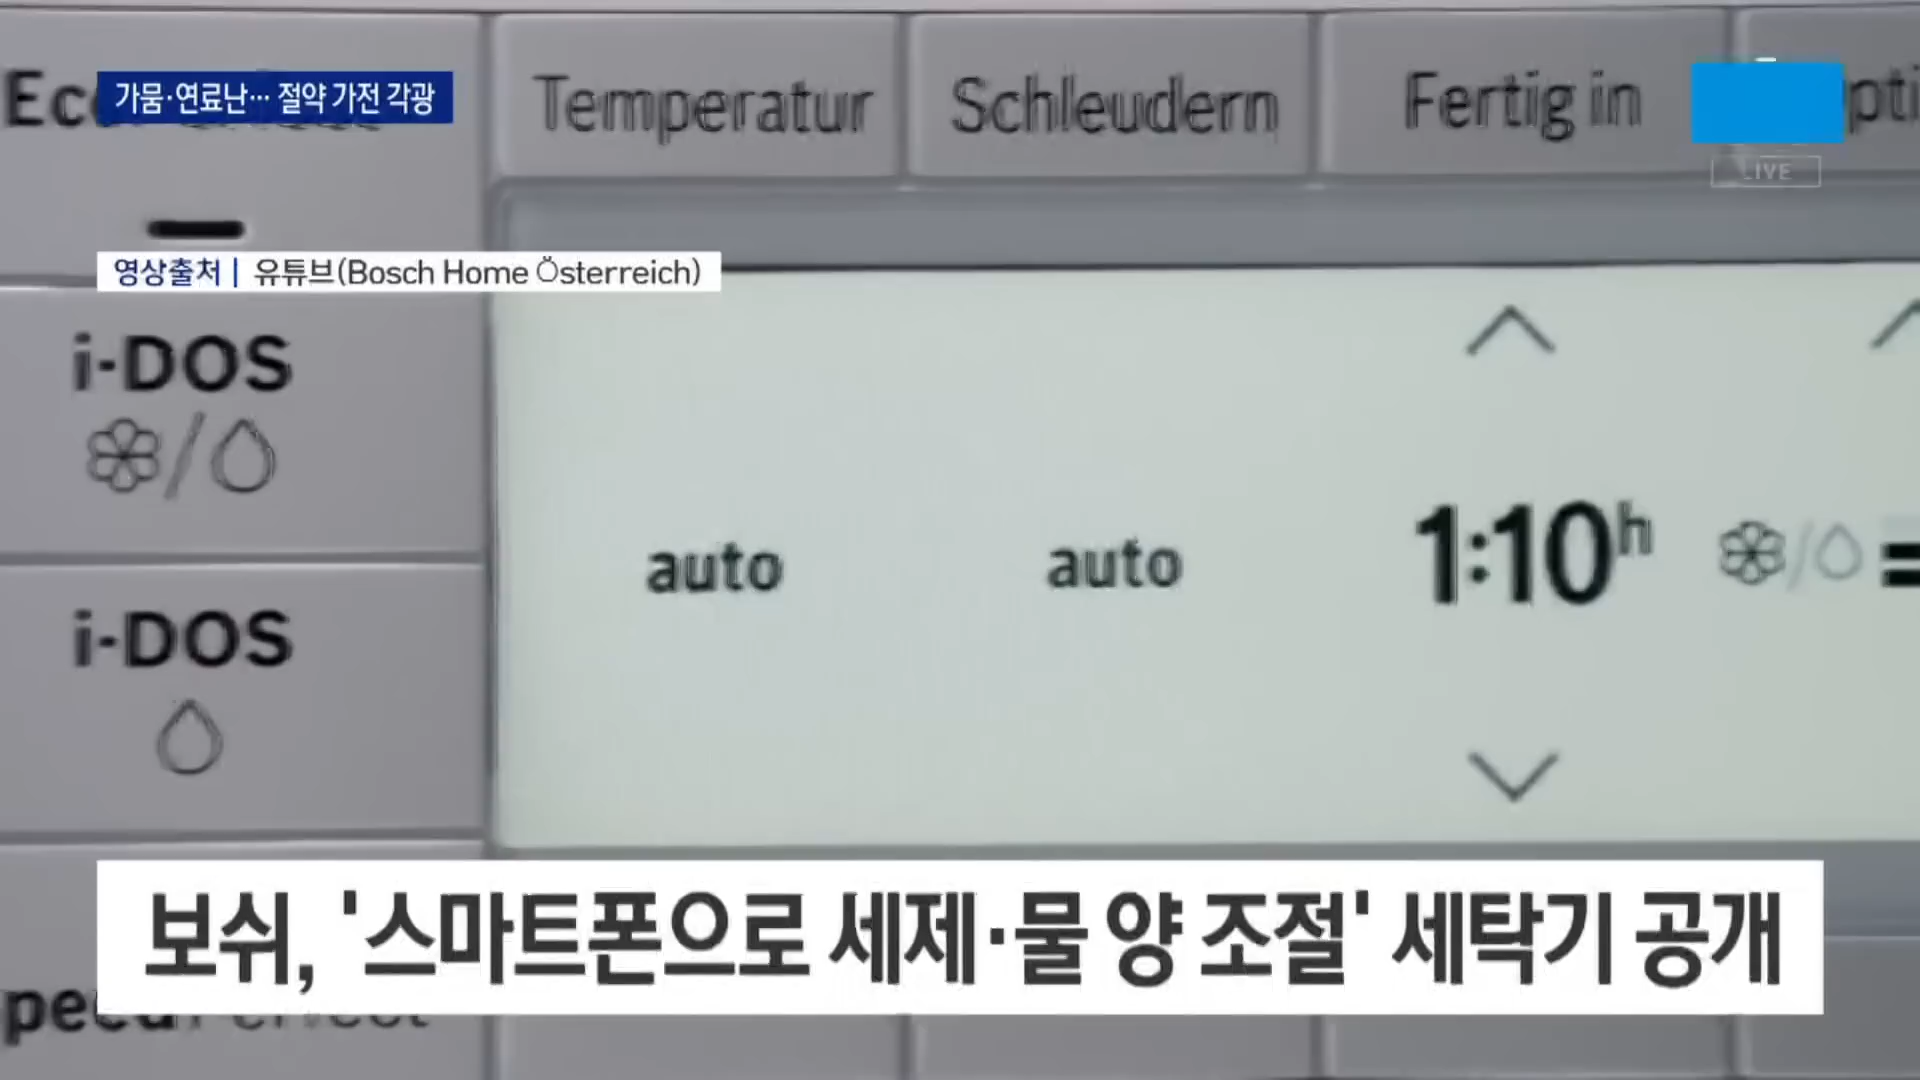 가뭄·연료난… 절약 가전 각광
Temperatur
Schleudern
Fertig in
LIVE
영상출처 | 유튜브(Bosch Home Österreich)
i-DOS
auto
auto
1:10h
i-DOS
보쉬, '스마트폰으로 세제·물 양 조절' 세탁기 공개